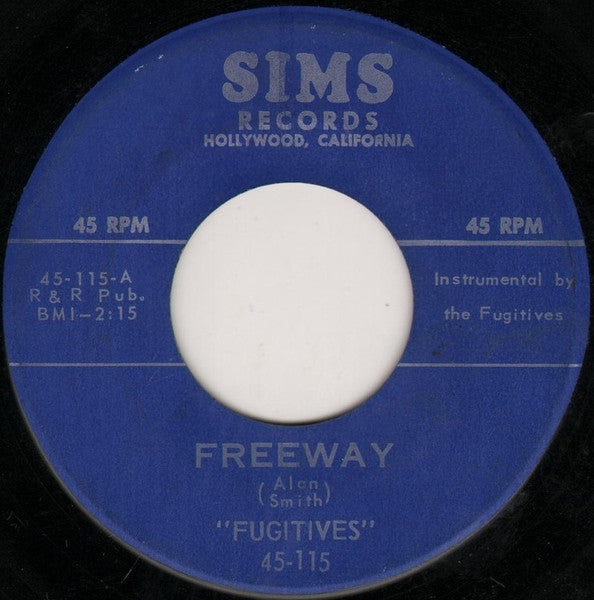 SIMS
RECORDS
HOLLYWOOD, CALIFORNIA
45 RPM
45 RPM
45-115-A
R & R Pub.
BMI-2:15
Instrumental by
the Fugitives
FREEWAY
(Alan
Smith)
"FUGITIVES"
45-115